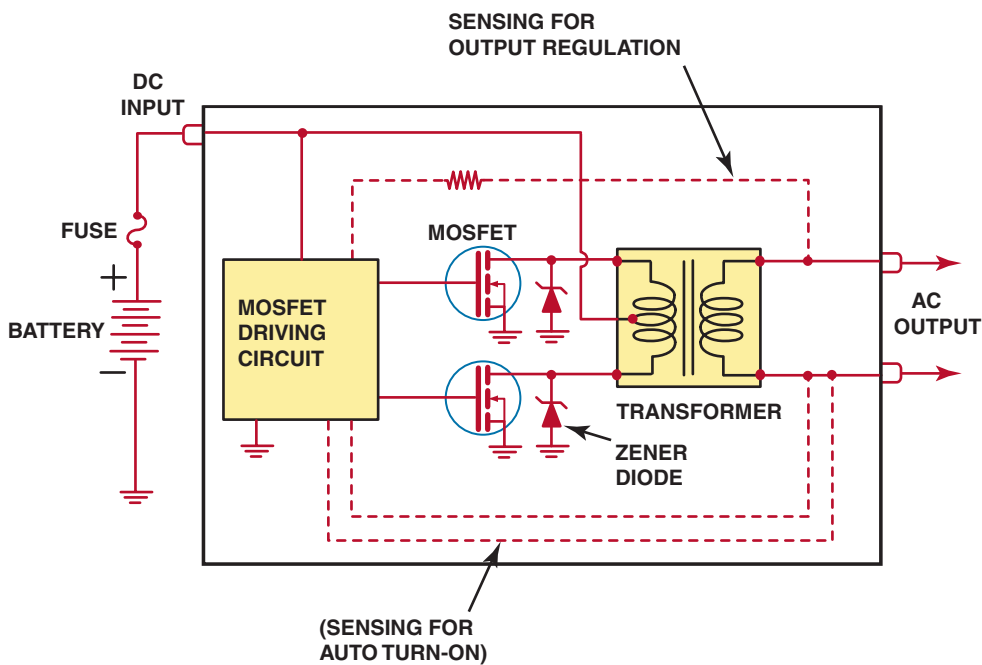 SENSING FOR
OUTPUT REGULATION
DC
INPUT
FUSE
MOSFET
+
BATTERY
–
MOSFET
DRIVING
CIRCUIT
AC
OUTPUT
TRANSFORMER
ZENER
DIODE
(SENSING FOR
AUTO TURN-ON)